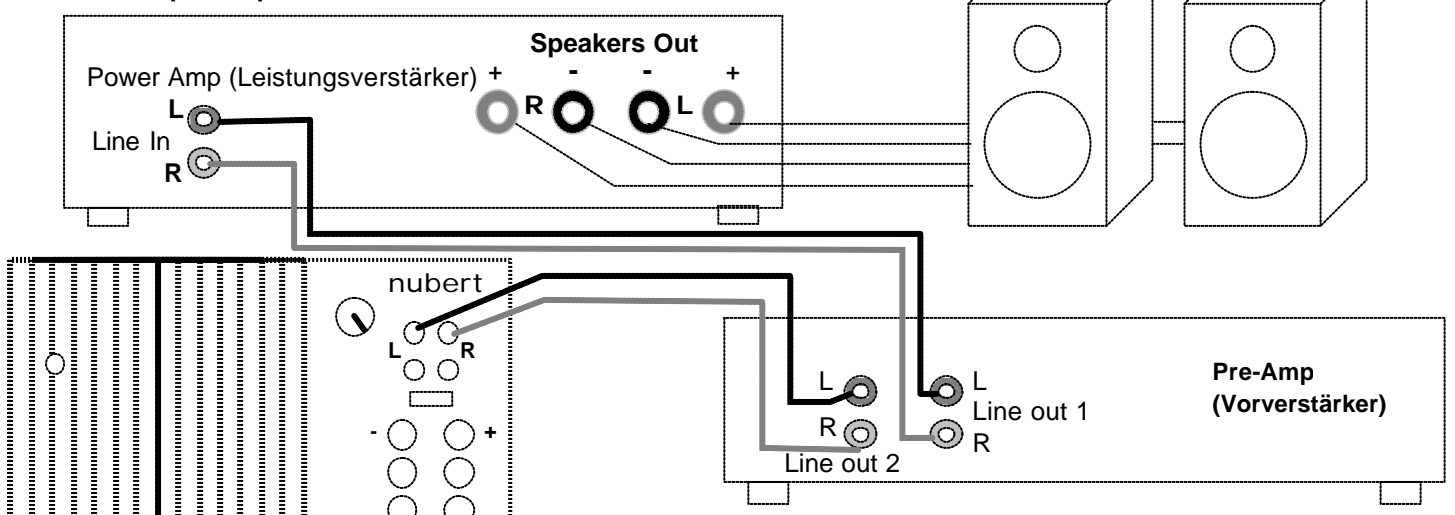 Speakers Out
Power Amp (Leistungsverstärker)
+ - - +
L
R L
Line In
R
nubert
L R
- +
L L
Line out 1
R R
Line out 2
Pre-Amp
(Vorverstärker)